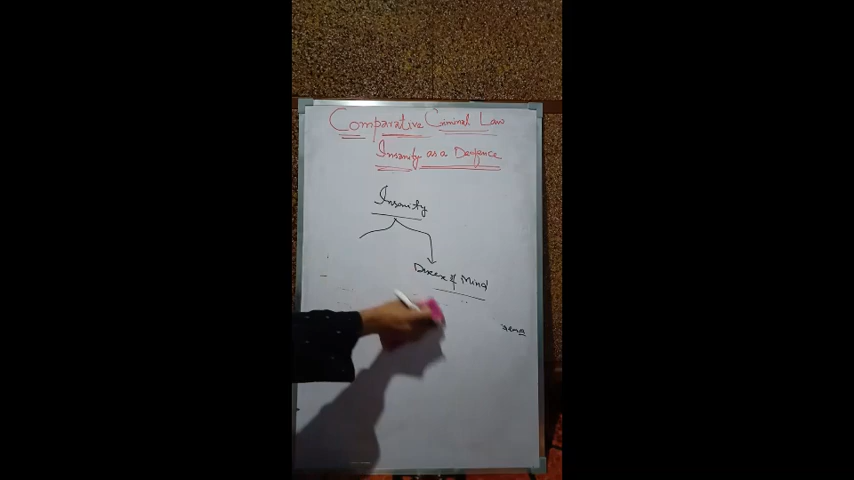 Comparative Criminal Law
Insanity as a Defence
Insanity
Disease of Mind